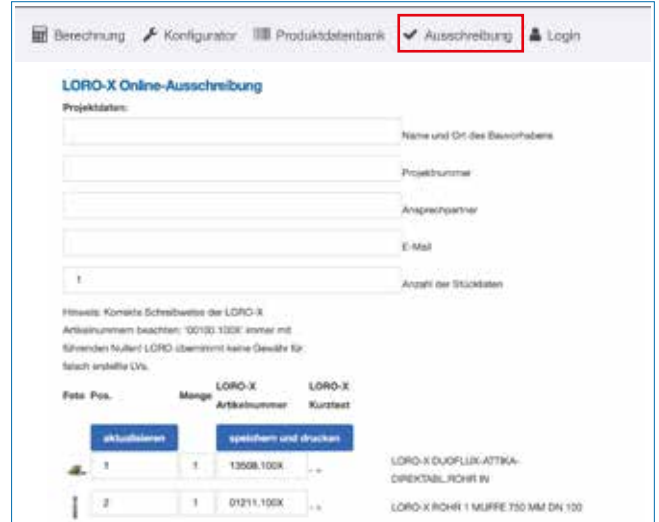 Berechnung Konfigurator Produktdatenbank Ausschreibung Login
LORO-X Online-Ausschreibung
Projektdaten:
Name und Ort des Bauvorhabens
Projektnummer
Ansprechpartner
E-Mail
1 Anzahl der Stücklisten
Hinweis: Korrekte Schreibweise der LORO-X
Artikelnummern beachten: '00100.100X' immer mit
führenden Nullen! LORO übernimmt keine Gewähr für
falsch erstellte LVs.
Foto Pos. Menge LORO-X Artikelnummer LORO-X Kurztext
aktualisieren speichern und drucken
1 1 13508.100X - - LORO-X DUOFLUX-ATTIKA-
DIREKTABL.ROHR IN
2 1 01211.100X - - LORO-X ROHR 1 MUFFE 750 MM DN 100